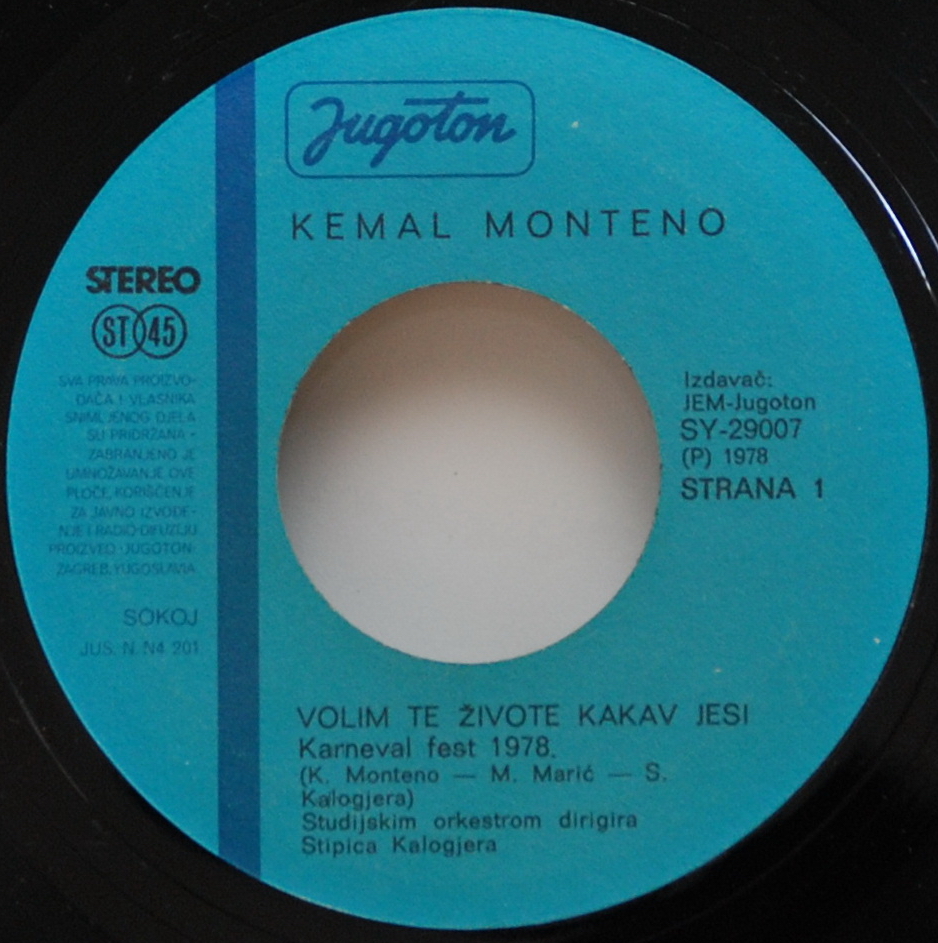 Jugoton
KEMAL MONTENO
STEREO
ST 45
SVA PRAVA PROIZVO-
ĐAČA I VLASNIKA
SNIMLJENOG DJELA
SU PRIDRŽANA -
ZABRANJENO JE
UMNOŽAVANJE OVE
PLOČE, KORIŠČENJE
ZA JAVNO IZVOĐE-
NJE I RADIO-DIFUZIJU
PROIZVEO -JUGOTON-
ZAGREB, YUGOSLAVIA
SOKOJ
JUS. N. N4 201
Izdavač:
JEM-Jugoton
SY-29007
(P) 1978
STRANA 1
VOLIM TE ŽIVOTE KAKAV JESI
Karneval fest 1978.
(K. Monteno — M. Marić — S.
Kalogjera)
Studijskim orkestrom dirigira
Stipica Kalogjera